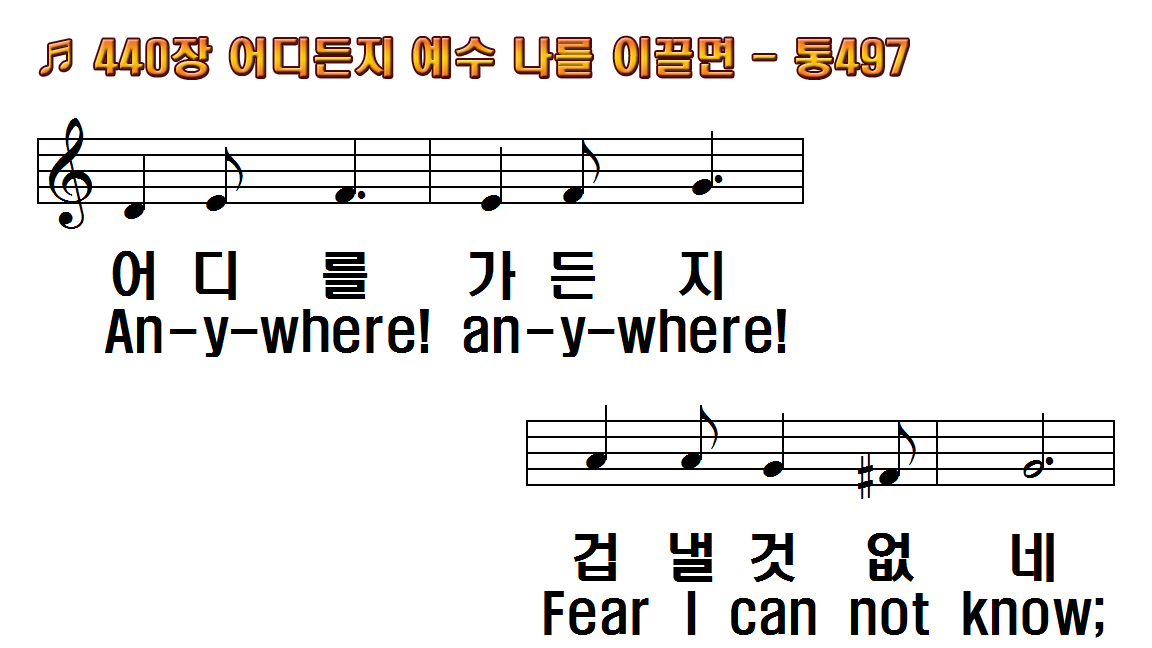 ♬ 440장 어디든지 예수 나를 이끌면 - 통497
어 디 를 가 든 지
An-y-where! an-y-where!
겁 낼 것 없 네
Fear I can not know;